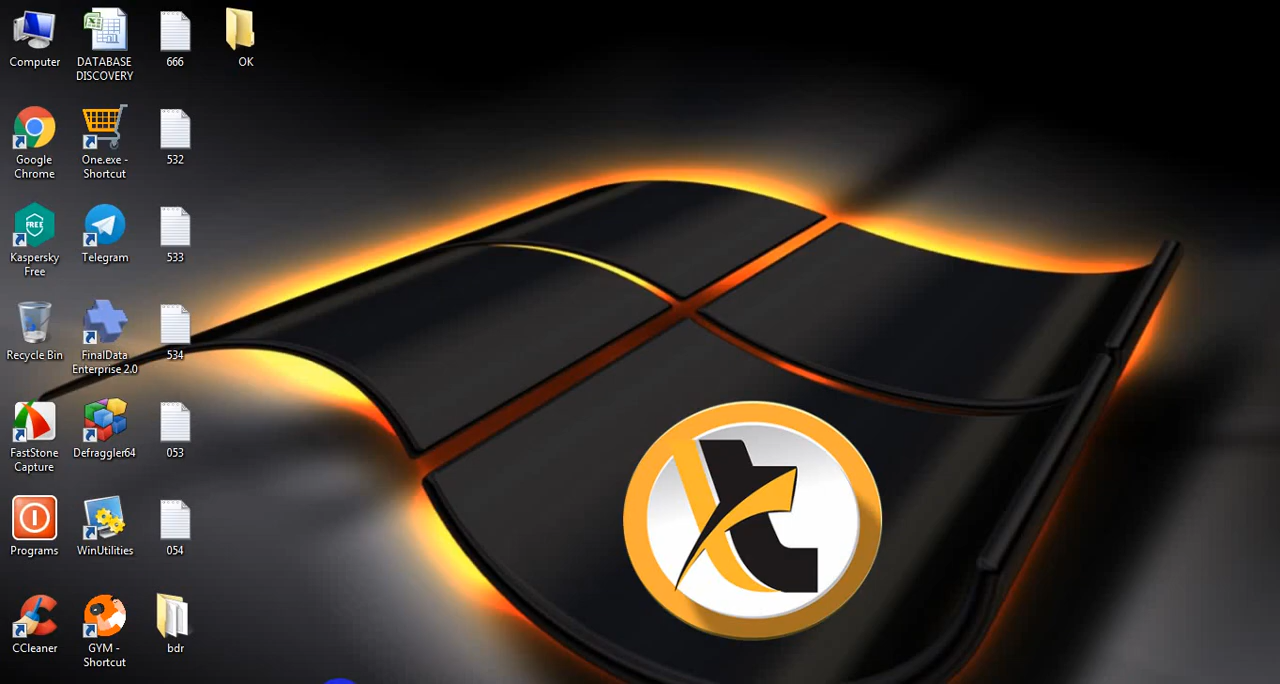 Computer
DATABASE
DISCOVERY
666
OK
Google
Chrome
One.exe -
Shortcut
532
Kaspersky
Free
FREE
Telegram
533
Recycle Bin
FinalData
Enterprise 2.0
534
FastStone
Capture
Defraggler64
053
Programs
WinUtilities
054
CCleaner
GYM -
Shortcut
bdr